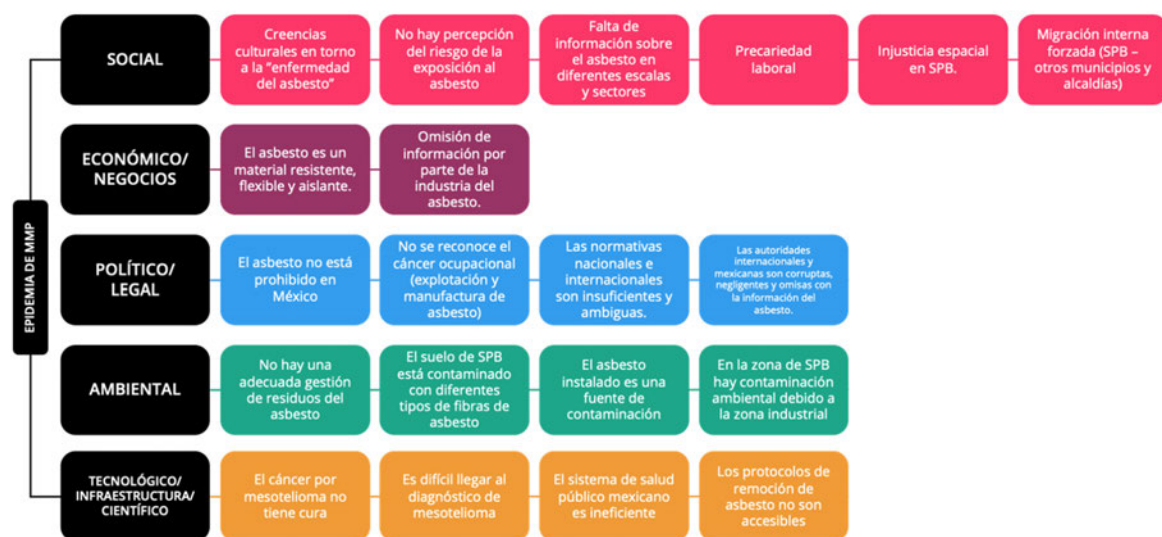 EPIDEMIA DE MMP
SOCIAL
Creencias
culturales en torno
a la “enfermedad
del asbesto”
No hay percepción
del riesgo de la
exposición al
asbesto
Falta de
información sobre
el asbesto en
diferentes escalas
y sectores
Precariedad
laboral
Injusticia espacial
en SPB.
Migración interna
forzada (SPB –
otros municipios y
alcaldías)
ECONÓMICO/
NEGOCIOS
El asbesto es un
material resistente,
flexible y aislante.
Omisión de
información por
parte de la
industria del
asbesto.
POLÍTICO/
LEGAL
El asbesto no está
prohibido en
México
No se reconoce el
cáncer ocupacional
(explotación y
manufactura de
asbesto)
Las normativas
nacionales e
internacionales
son insuficientes y
ambiguas.
Las autoridades
internacionales y
mexicanas son corruptas,
negligentes y omisas con
la información del
asbesto.
AMBIENTAL
No hay una
adecuada gestión
de residuos del
asbesto
El suelo de SPB
está contaminado
con diferentes
tipos de fibras de
asbesto
El asbesto
instalado es una
fuente de
contaminación
En la zona de SPB
hay contaminación
ambiental debido a
la zona industrial
TECNOLÓGICO/
INFRAESTRUCTURA/
CIENTÍFICO
El cáncer por
mesotelioma no
tiene cura
Es difícil llegar al
diagnóstico de
mesotelioma
El sistema de salud
público mexicano
es ineficiente
Los protocolos de
remoción de
asbesto no son
accesibles